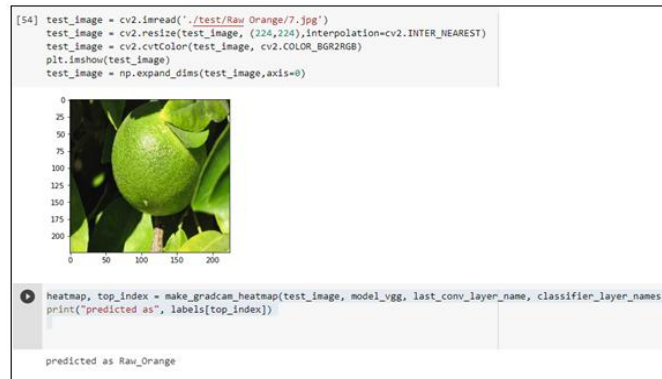 [54] test_image = cv2.imread('./test/Raw Orange/7.jpg')
test_image = cv2.resize(test_image, (224,224),interpolation=cv2.INTER_NEAREST)
test_image = cv2.cvtColor(test_image, cv2.COLOR_BGR2RGB)
plt.imshow(test_image)
test_image = np.expand_dims(test_image,axis=0)
0
25
50
75
100
125
150
175
200
0 50 100 150 200
heatmap, top_index = make_gradcam_heatmap(test_image, model_vgg, last_conv_layer_name, classifier_layer_names
print("predicted as", labels[top_index])
predicted as Raw_Orange